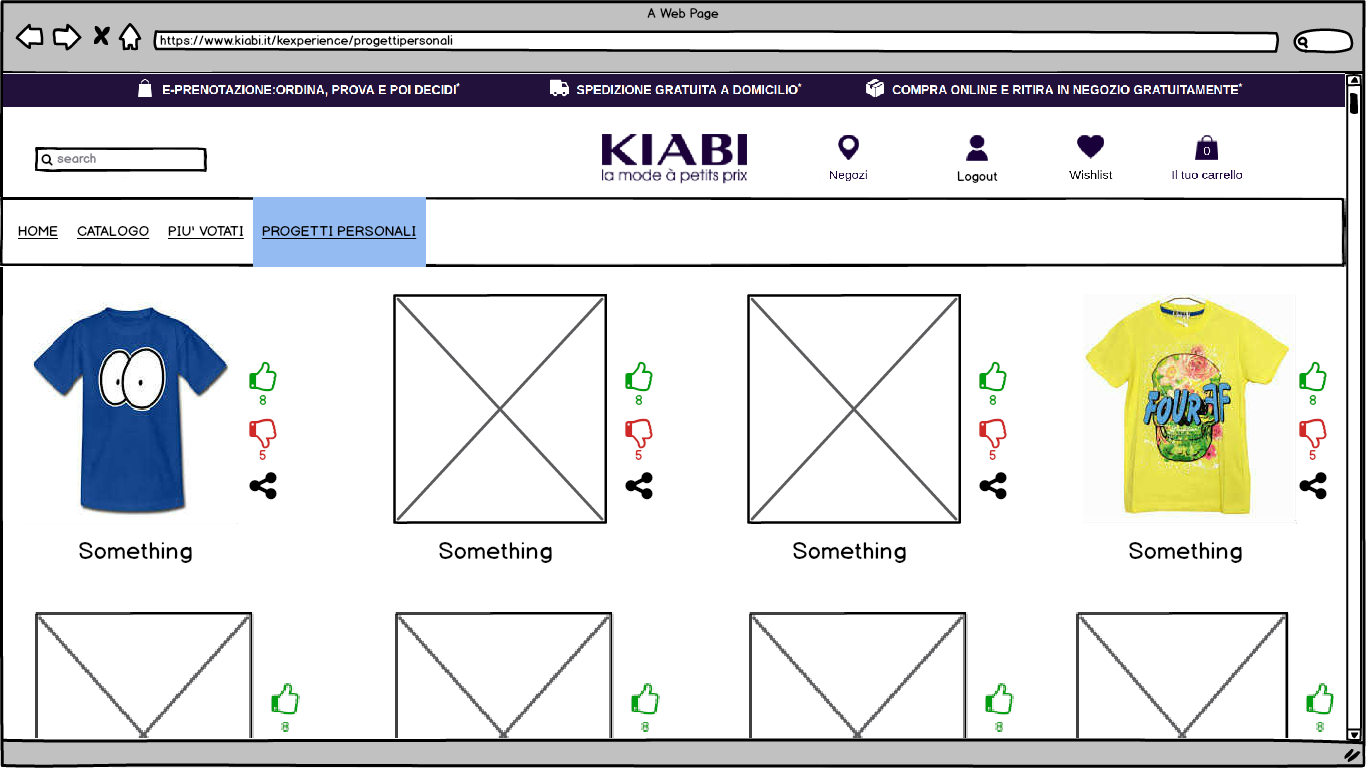 A Web Page
https://www.kiabi.it/kexperience/progettipersonali
E-PRENOTAZIONE:ORDINA, PROVA E POI DECIDI*
SPEDIZIONE GRATUITA A DOMICILIO*
COMPRA ONLINE E RITIRA IN NEGOZIO GRATUITAMENTE*
search
KIABI
la mode à petits prix
Negozi
Logout
Wishlist
0
Il tuo carrello
HOME CATALOGO PIU' VOTATI PROGETTI PERSONALI
8
5
8
5
8
5
FOUR
8
5
Something
Something
Something
Something
8
8
8
8